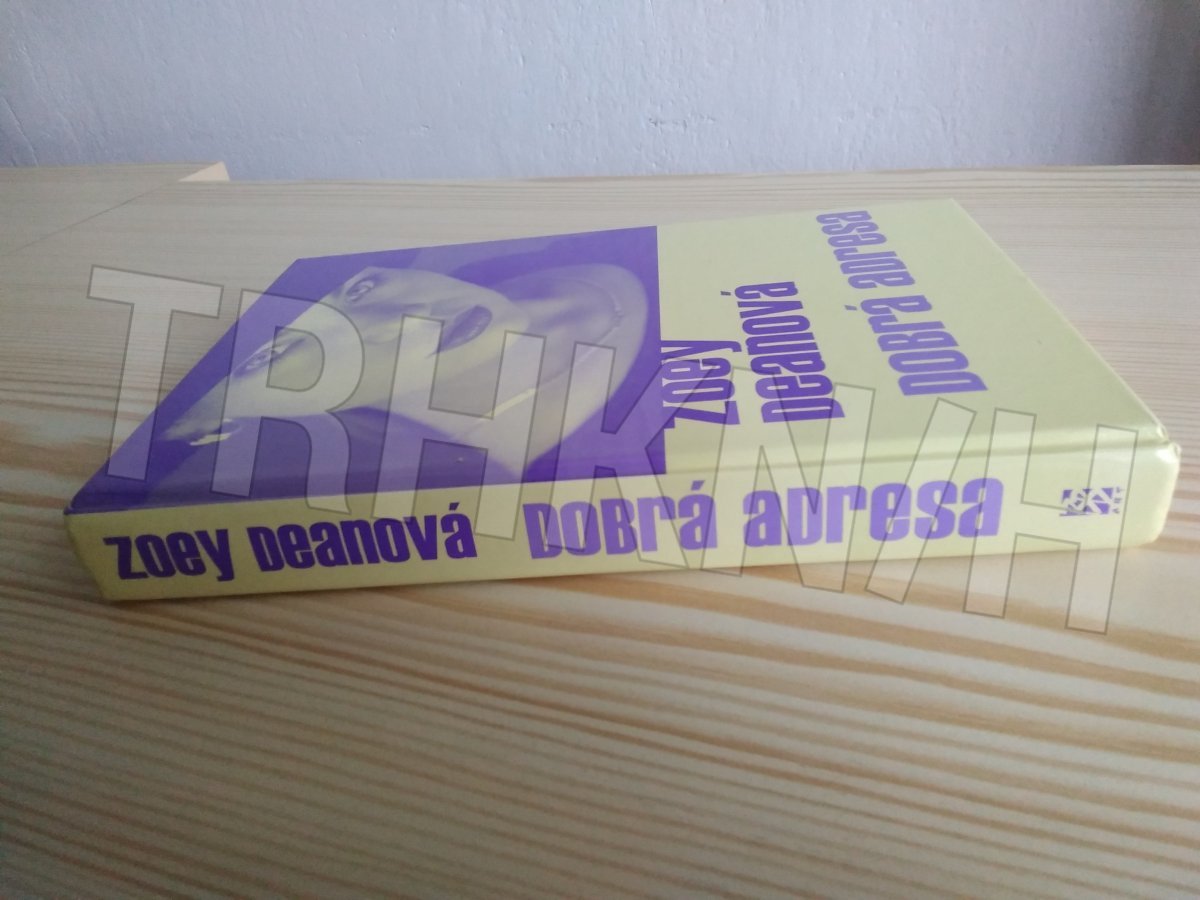 ZOEY
DEANOVÁ
DOBRÁ ADRESA
ZOEY DEANOVÁ DOBRÁ ADRESA
TRHKNIH